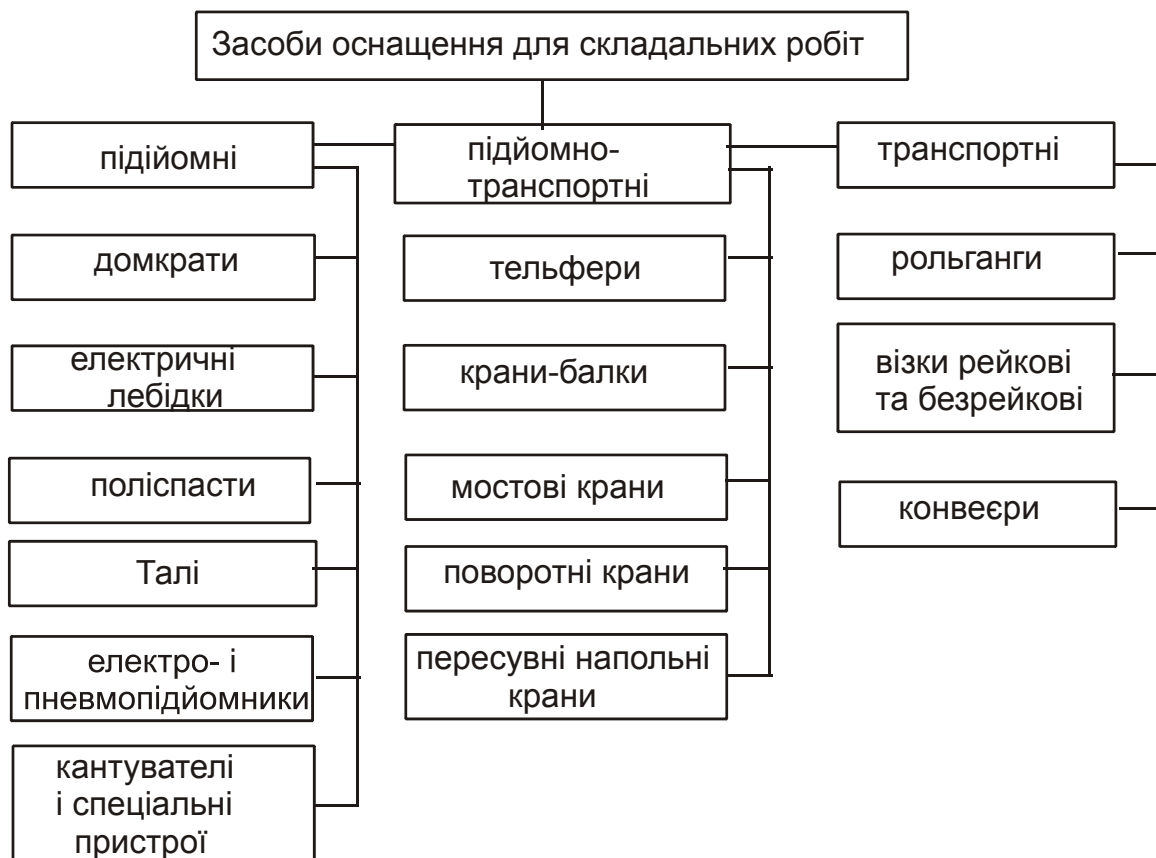 Засоби оснащення для складальних робіт
підійомні
домкрати
електричні
лебідки
поліспасти
Талі
електро- і
пневмопідйомники
кантувателі
і спеціальні
пристрої
підйомно-
транспортні
тельфери
крани-балки
мостові крани
поворотні крани
пересувні напольні
крани
транспортні
рольганги
візки рейкові
та безрейкові
конвеєри